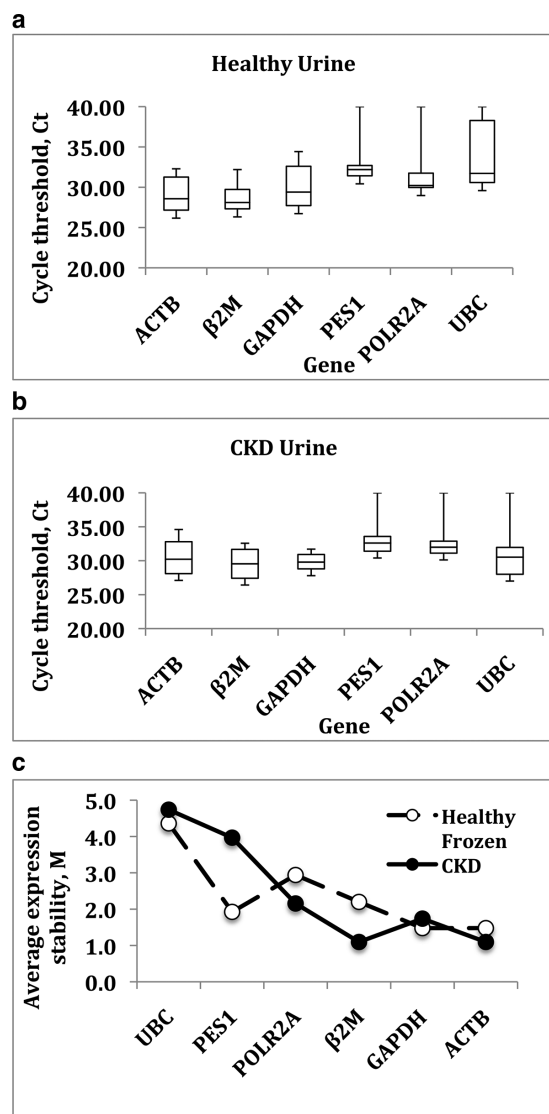 a
Healthy Urine
Cycle threshold, Ct
40.00
35.00
30.00
25.00
20.00
ACTB
β2M
GAPDH
PES1
POLR2A
UBC
Gene
b
CKD Urine
Cycle threshold, Ct
40.00
35.00
30.00
25.00
20.00
ACTB
β2M
GAPDH
PES1
POLR2A
UBC
Gene
c
Average expression
stability, M
5.0
4.0
3.0
2.0
1.0
0.0
Healthy
Frozen
CKD
UBC
PES1
POLR2A
β2M
GAPDH
ACTB